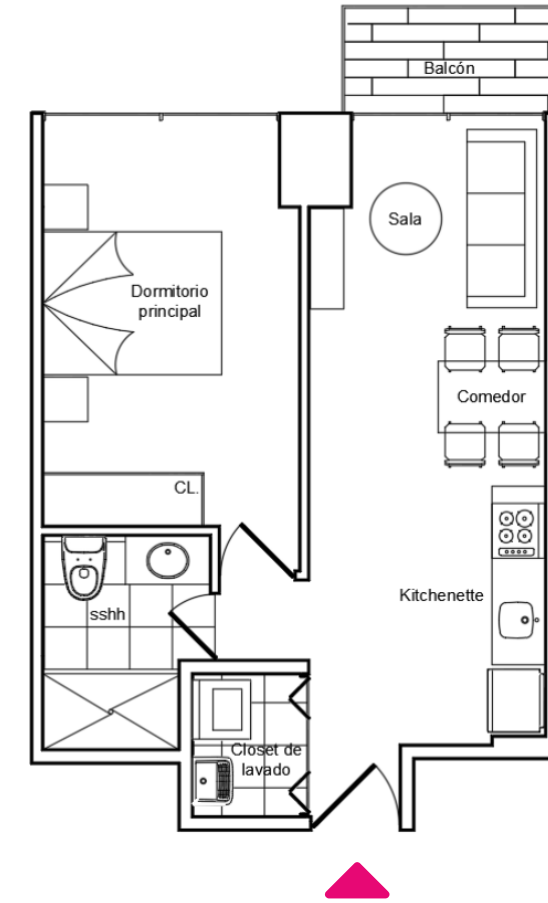 Balcón
Sala
Dormitorio
principal
Comedor
CL.
Kitchenette
sshh
Closet de
lavado